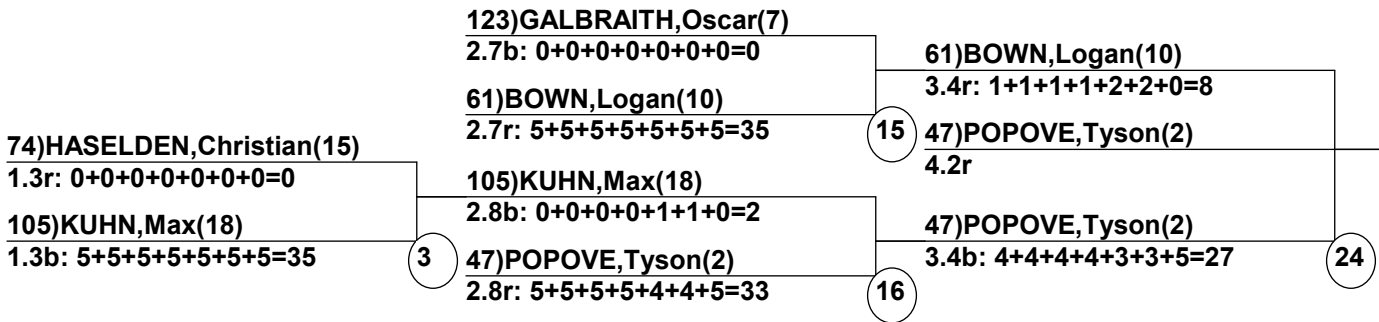 123)GALBRAITH,Oscar(7)
2.7b: 0+0+0+0+0+0+0=0
61)BOWN,Logan(10)
2.7r: 5+5+5+5+5+5+5=35
15
61)BOWN,Logan(10)
3.4r: 1+1+1+1+2+2+0=8
47)POPOVE,Tyson(2)
4.2r
74)HASELDEN,Christian(15)
1.3r: 0+0+0+0+0+0+0=0
105)KUHN,Max(18)
1.3b: 5+5+5+5+5+5+5=35
3
105)KUHN,Max(18)
2.8b: 0+0+0+0+1+1+0=2
47)POPOVE,Tyson(2)
2.8r: 5+5+5+5+4+4+5=33
16
47)POPOVE,Tyson(2)
3.4b: 4+4+4+4+3+3+5=27
24